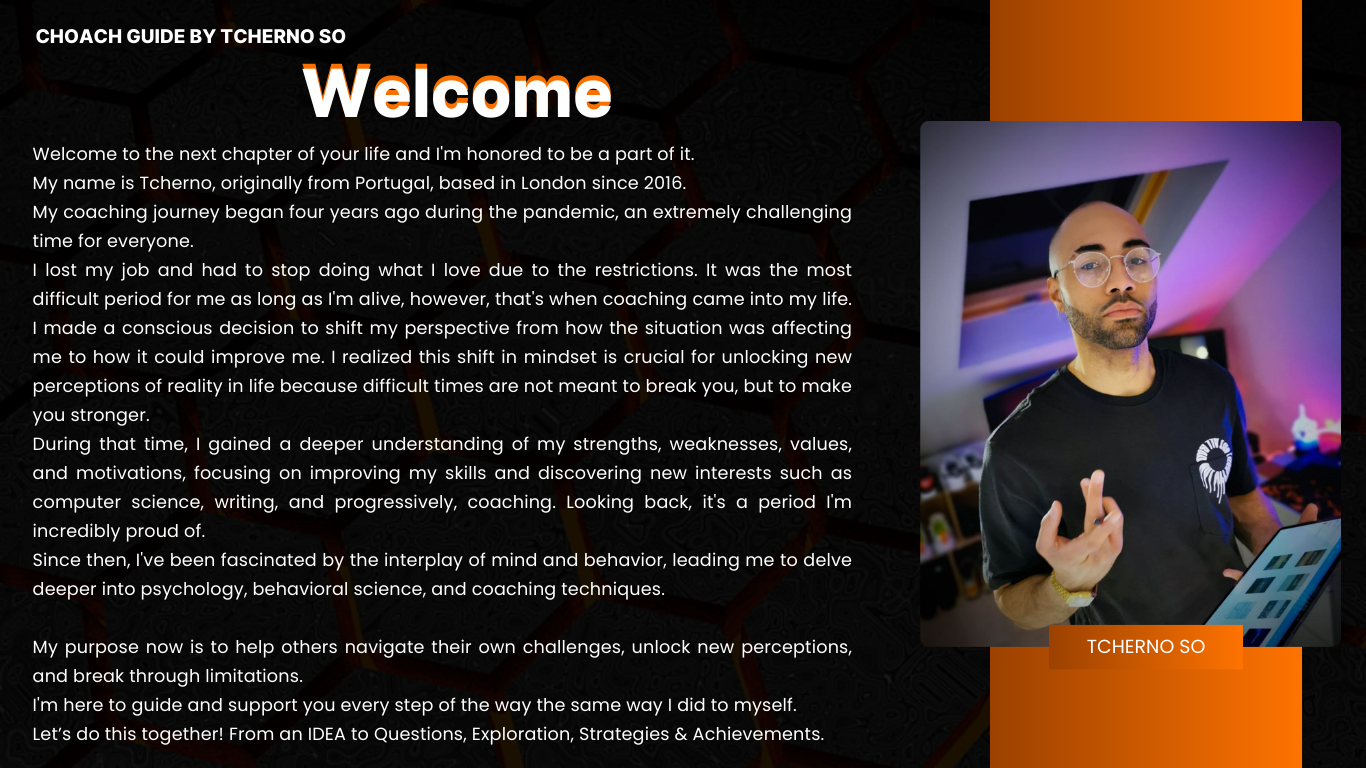 CHOACH GUIDE BY TCHERNO SO
Welcome
Welcome to the next chapter of your life and I'm honored to be a part of it.
My name is Tcherno, originally from Portugal, based in London since 2016.
My coaching journey began four years ago during the pandemic, an extremely challenging
time for everyone.
I lost my job and had to stop doing what I love due to the restrictions. It was the most
difficult period for me as long as I'm alive, however, that's when coaching came into my life.
I made a conscious decision to shift my perspective from how the situation was affecting
me to how it could improve me. I realized this shift in mindset is crucial for unlocking new
perceptions of reality in life because difficult times are not meant to break you, but to make
you stronger.
During that time, I gained a deeper understanding of my strengths, weaknesses, values,
and motivations, focusing on improving my skills and discovering new interests such as
computer science, writing, and progressively, coaching. Looking back, it's a period I'm
incredibly proud of.
Since then, I've been fascinated by the interplay of mind and behavior, leading me to delve
deeper into psychology, behavioral science, and coaching techniques.
My purpose now is to help others navigate their own challenges, unlock new perceptions,
and break through limitations.
I'm here to guide and support you every step of the way the same way I did to myself.
Let’s do this together! From an IDEA to Questions, Exploration, Strategies & Achievements.
TCHERNO SO